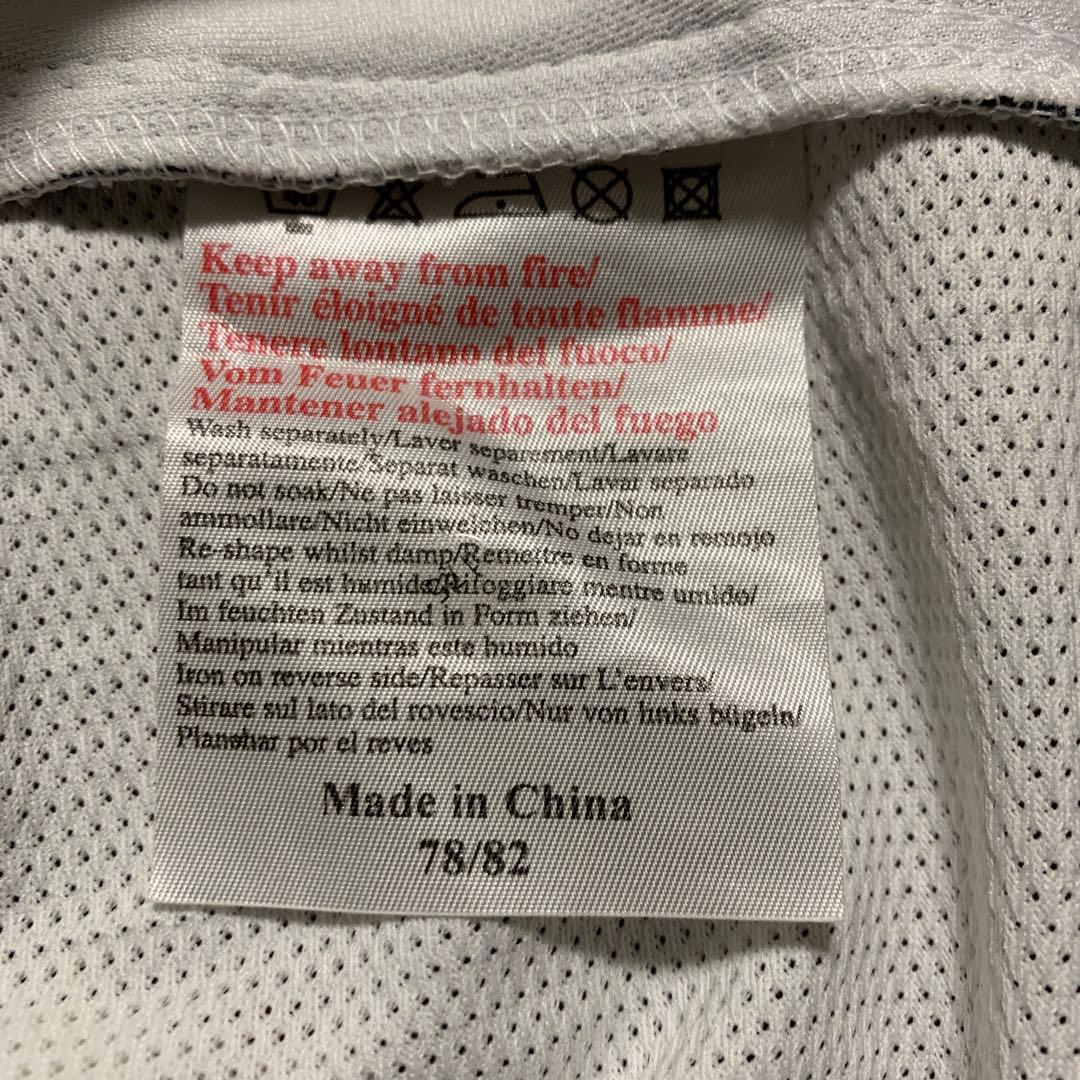 Keep away from fire/
Tenir éloigné de toute flamme/
Tenere lontano del fuoco/
Vom Feuer fernhalten/
Mantener alejado del fuego
Wash separately/Laver separement/Lavare
separatamente/Separat waschen/Lavar separado
Do not soak/Ne pas laisser tremper/Non
ammollare/Nicht einweichen/No dejar en remojo
Re-shape whilst damp/Remettre en forme
tant qu'il est humide/Rifoggiare mentre umido/
Im feuchten Zustand in Form ziehen/
Manipular mientras este humido
Iron on reverse side/Repasser sur L'envers/
Stirare sul lato del rovescio/Nur von links bügeln/
Planchar por el reves
Made in China
78/82